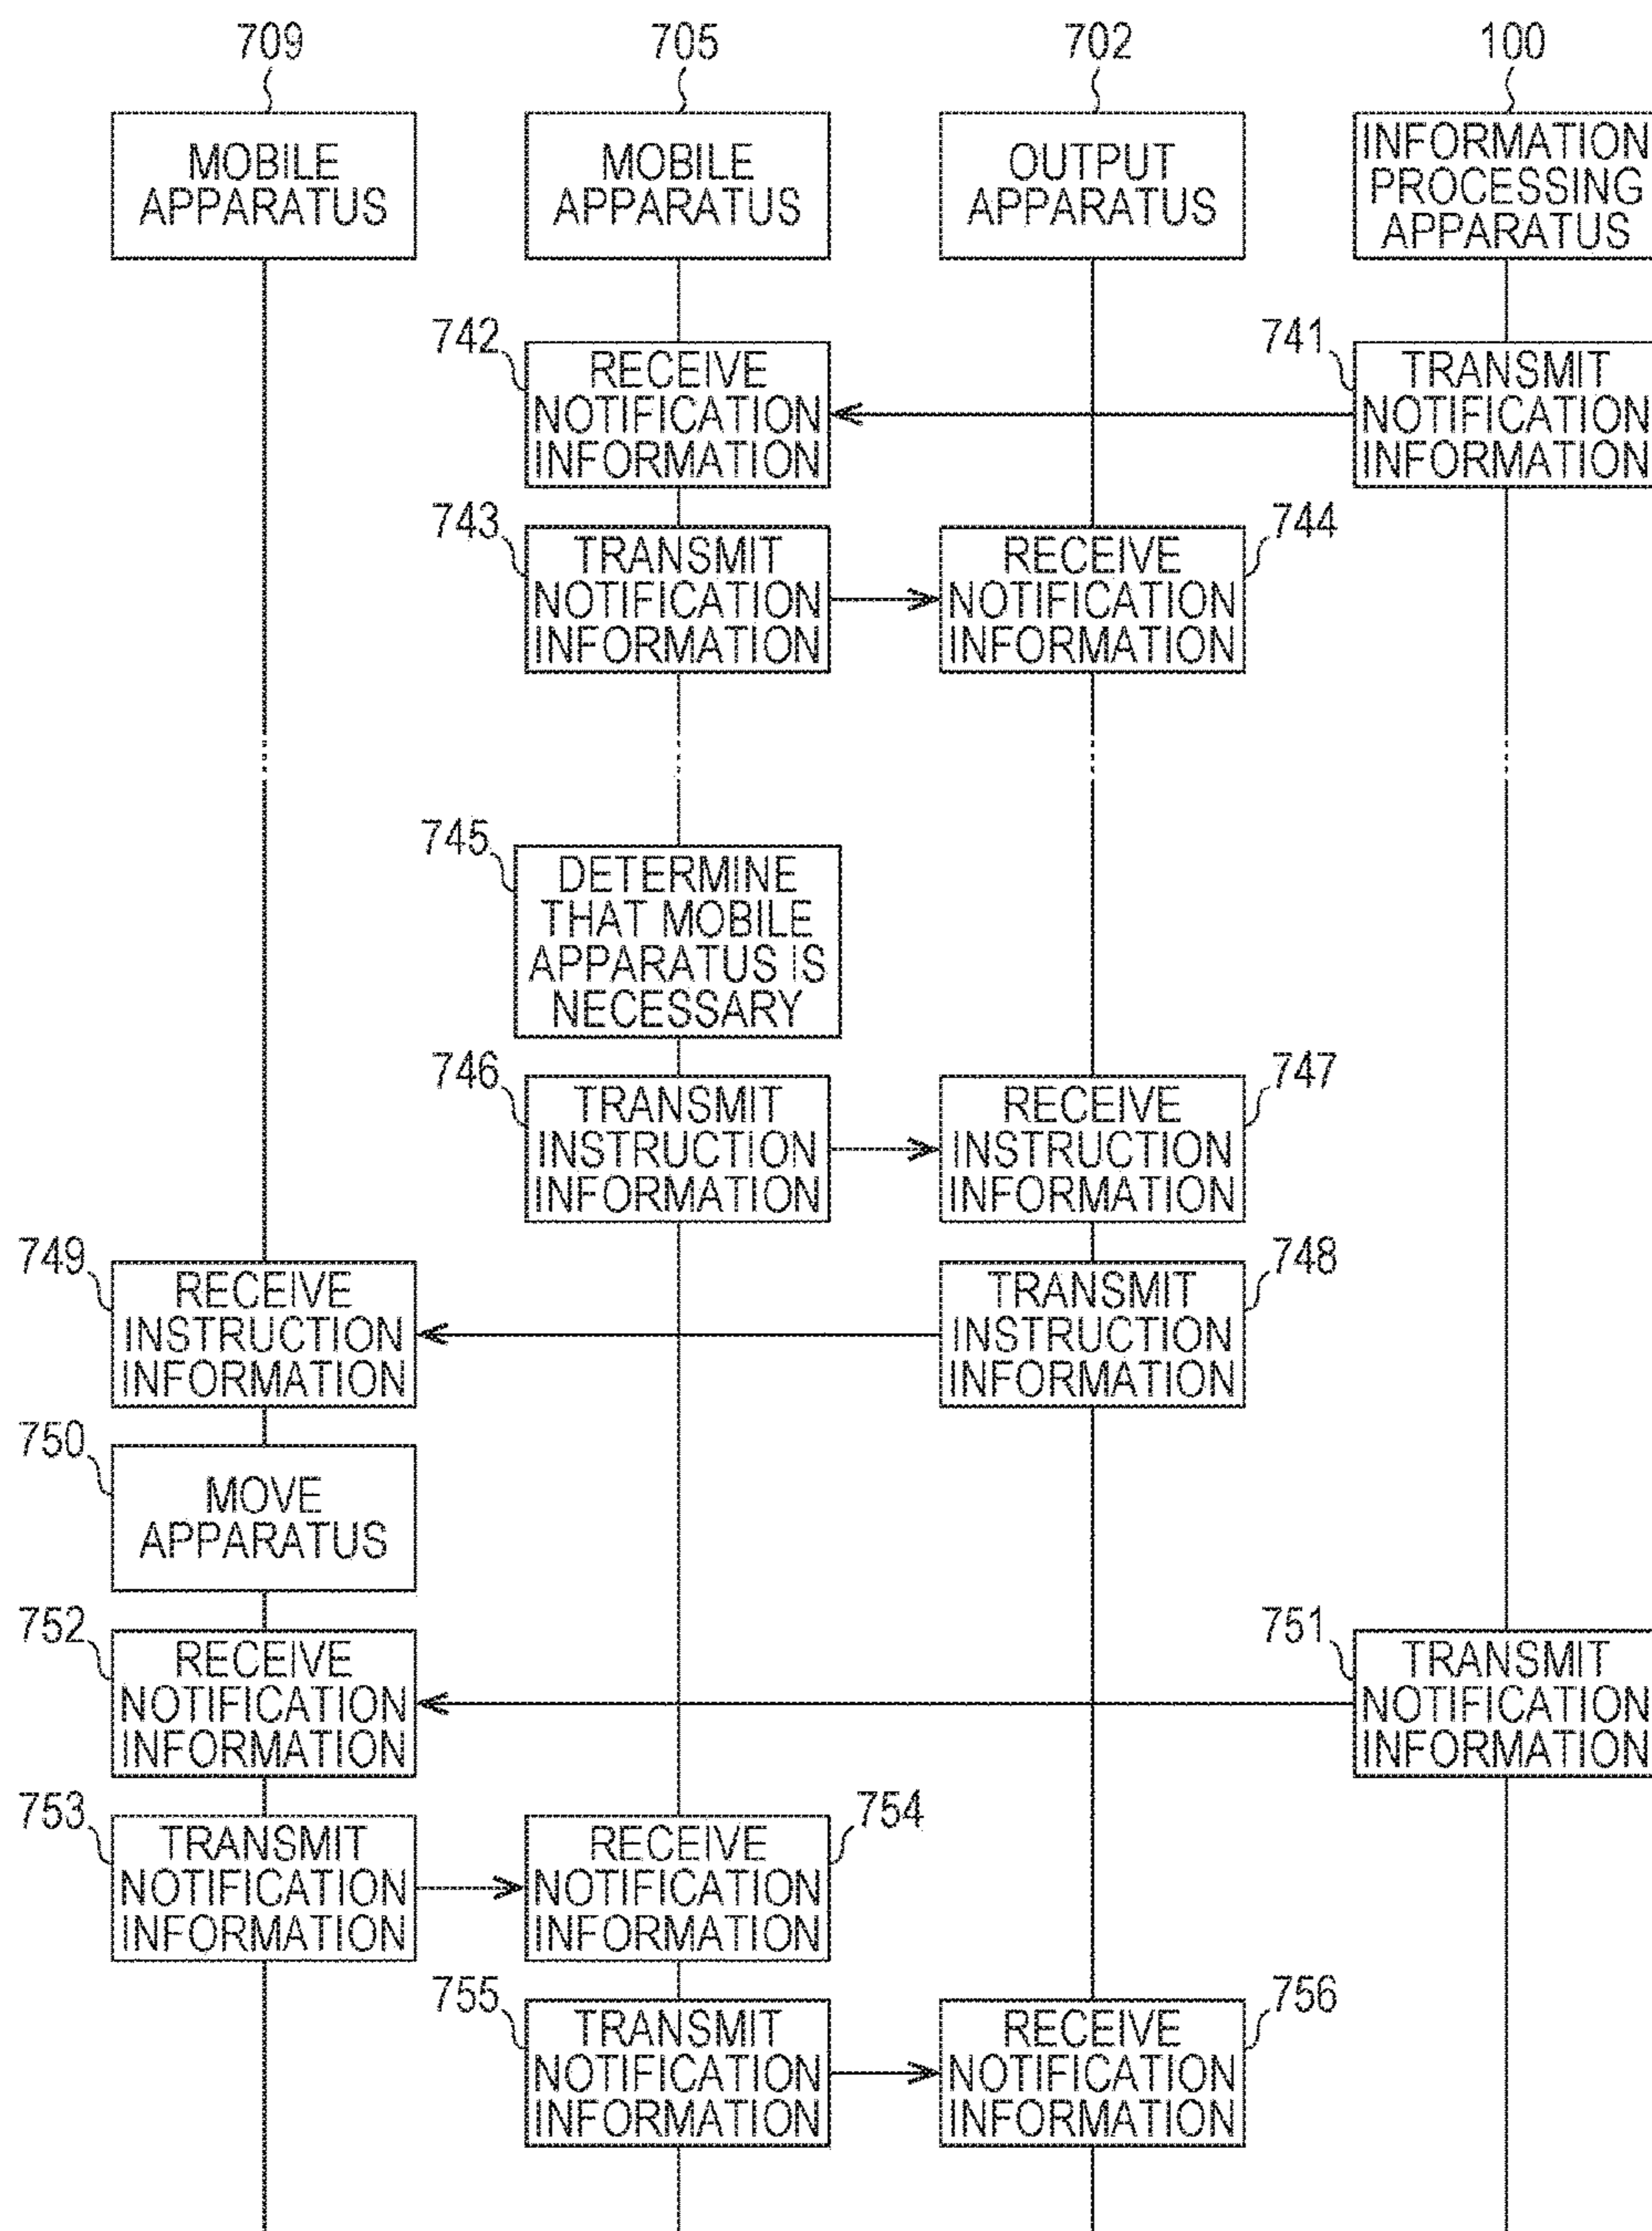 709
705
702
100
MOBILE
APPARATUS
MOBILE
APPARATUS
OUTPUT
APPARATUS
INFORMATION
PROCESSING
APPARATUS
742
RECEIVE
NOTIFICATION
INFORMATION
741
TRANSMIT
NOTIFICATION
INFORMATION
743
TRANSMIT
NOTIFICATION
INFORMATION
744
RECEIVE
NOTIFICATION
INFORMATION
745
DETERMINE
THAT MOBILE
APPARATUS IS
NECESSARY
746
TRANSMIT
INSTRUCTION
INFORMATION
747
RECEIVE
INSTRUCTION
INFORMATION
749
RECEIVE
INSTRUCTION
INFORMATION
748
TRANSMIT
INSTRUCTION
INFORMATION
750
MOVE
APPARATUS
752
RECEIVE
NOTIFICATION
INFORMATION
751
TRANSMIT
NOTIFICATION
INFORMATION
753
TRANSMIT
NOTIFICATION
INFORMATION
754
RECEIVE
NOTIFICATION
INFORMATION
755
TRANSMIT
NOTIFICATION
INFORMATION
756
RECEIVE
NOTIFICATION
INFORMATION